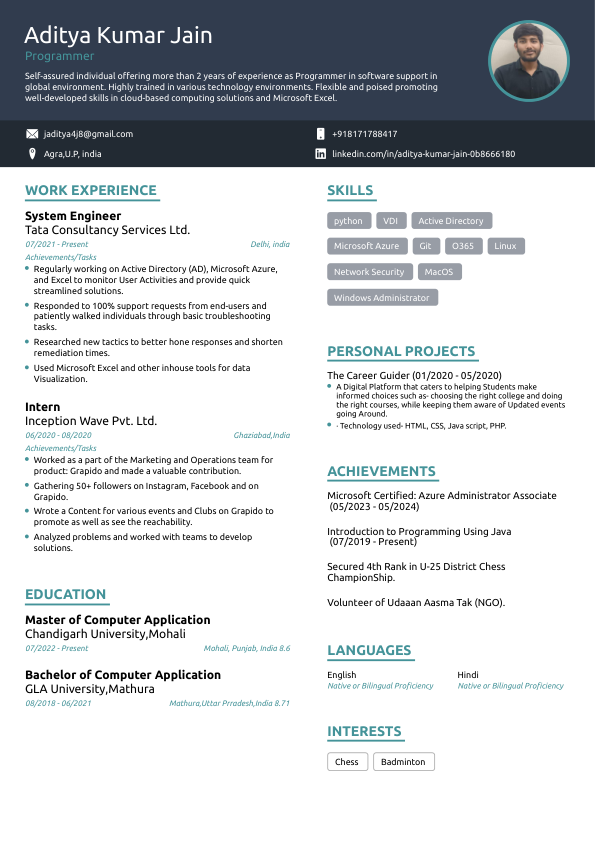 Aditya Kumar Jain
Programmer
Self-assured individual offering more than 2 years of experience as Programmer in software support in
global environment. Highly trained in various technology environments. Flexible and poised promoting
well-developed skills in cloud-based computing solutions and Microsoft Excel.
jaditya4j8@gmail.com
+918171788417
Agra,U.P, india
linkedin.com/in/aditya-kumar-jain-0b8666180
WORK EXPERIENCE
System Engineer
Tata Consultancy Services Ltd.
07/2021 - Present
Delhi, india
Achievements/Tasks
Regularly working on Active Directory (AD), Microsoft Azure,
and Excel to monitor User Activities and provide quick
streamlined solutions.
Responded to 100% support requests from end-users and
patiently walked individuals through basic troubleshooting
tasks.
Researched new tactics to better hone responses and shorten
remediation times.
Used Microsoft Excel and other inhouse tools for data
Visualization.
Intern
Inception Wave Pvt. Ltd.
06/2020 - 08/2020
Ghaziabad,India
Achievements/Tasks
Worked as a part of the Marketing and Operations team for
product: Grapido and made a valuable contribution.
Gathering 50+ followers on Instagram, Facebook and on
Grapido.
Wrote a Content for various events and Clubs on Grapido to
promote as well as see the reachability.
Analyzed problems and worked with teams to develop
solutions.
EDUCATION
Master of Computer Application
Chandigarh University,Mohali
07/2022 - Present
Mohali, Punjab, India 8.6
Bachelor of Computer Application
GLA University,Mathura
08/2018 - 06/2021
Mathura,Uttar Prradesh,India 8.71
SKILLS
python VDI Active Directory
Microsoft Azure Git O365 Linux
Network Security MacOS
Windows Administrator
PERSONAL PROJECTS
The Career Guider (01/2020 - 05/2020)
A Digital Platform that caters to helping Students make
informed choices such as- choosing the right college and doing
the right courses, while keeping them aware of Updated events
going Around.
· Technology used- HTML, CSS, Java script, PHP.
ACHIEVEMENTS
Microsoft Certified: Azure Administrator Associate
(05/2023 - 05/2024)
Introduction to Programming Using Java
(07/2019 - Present)
Secured 4th Rank in U-25 District Chess
ChampionShip.
Volunteer of Udaaan Aasma Tak (NGO).
LANGUAGES
English
Native or Bilingual Proficiency
Hindi
Native or Bilingual Proficiency
INTERESTS
Chess Badminton